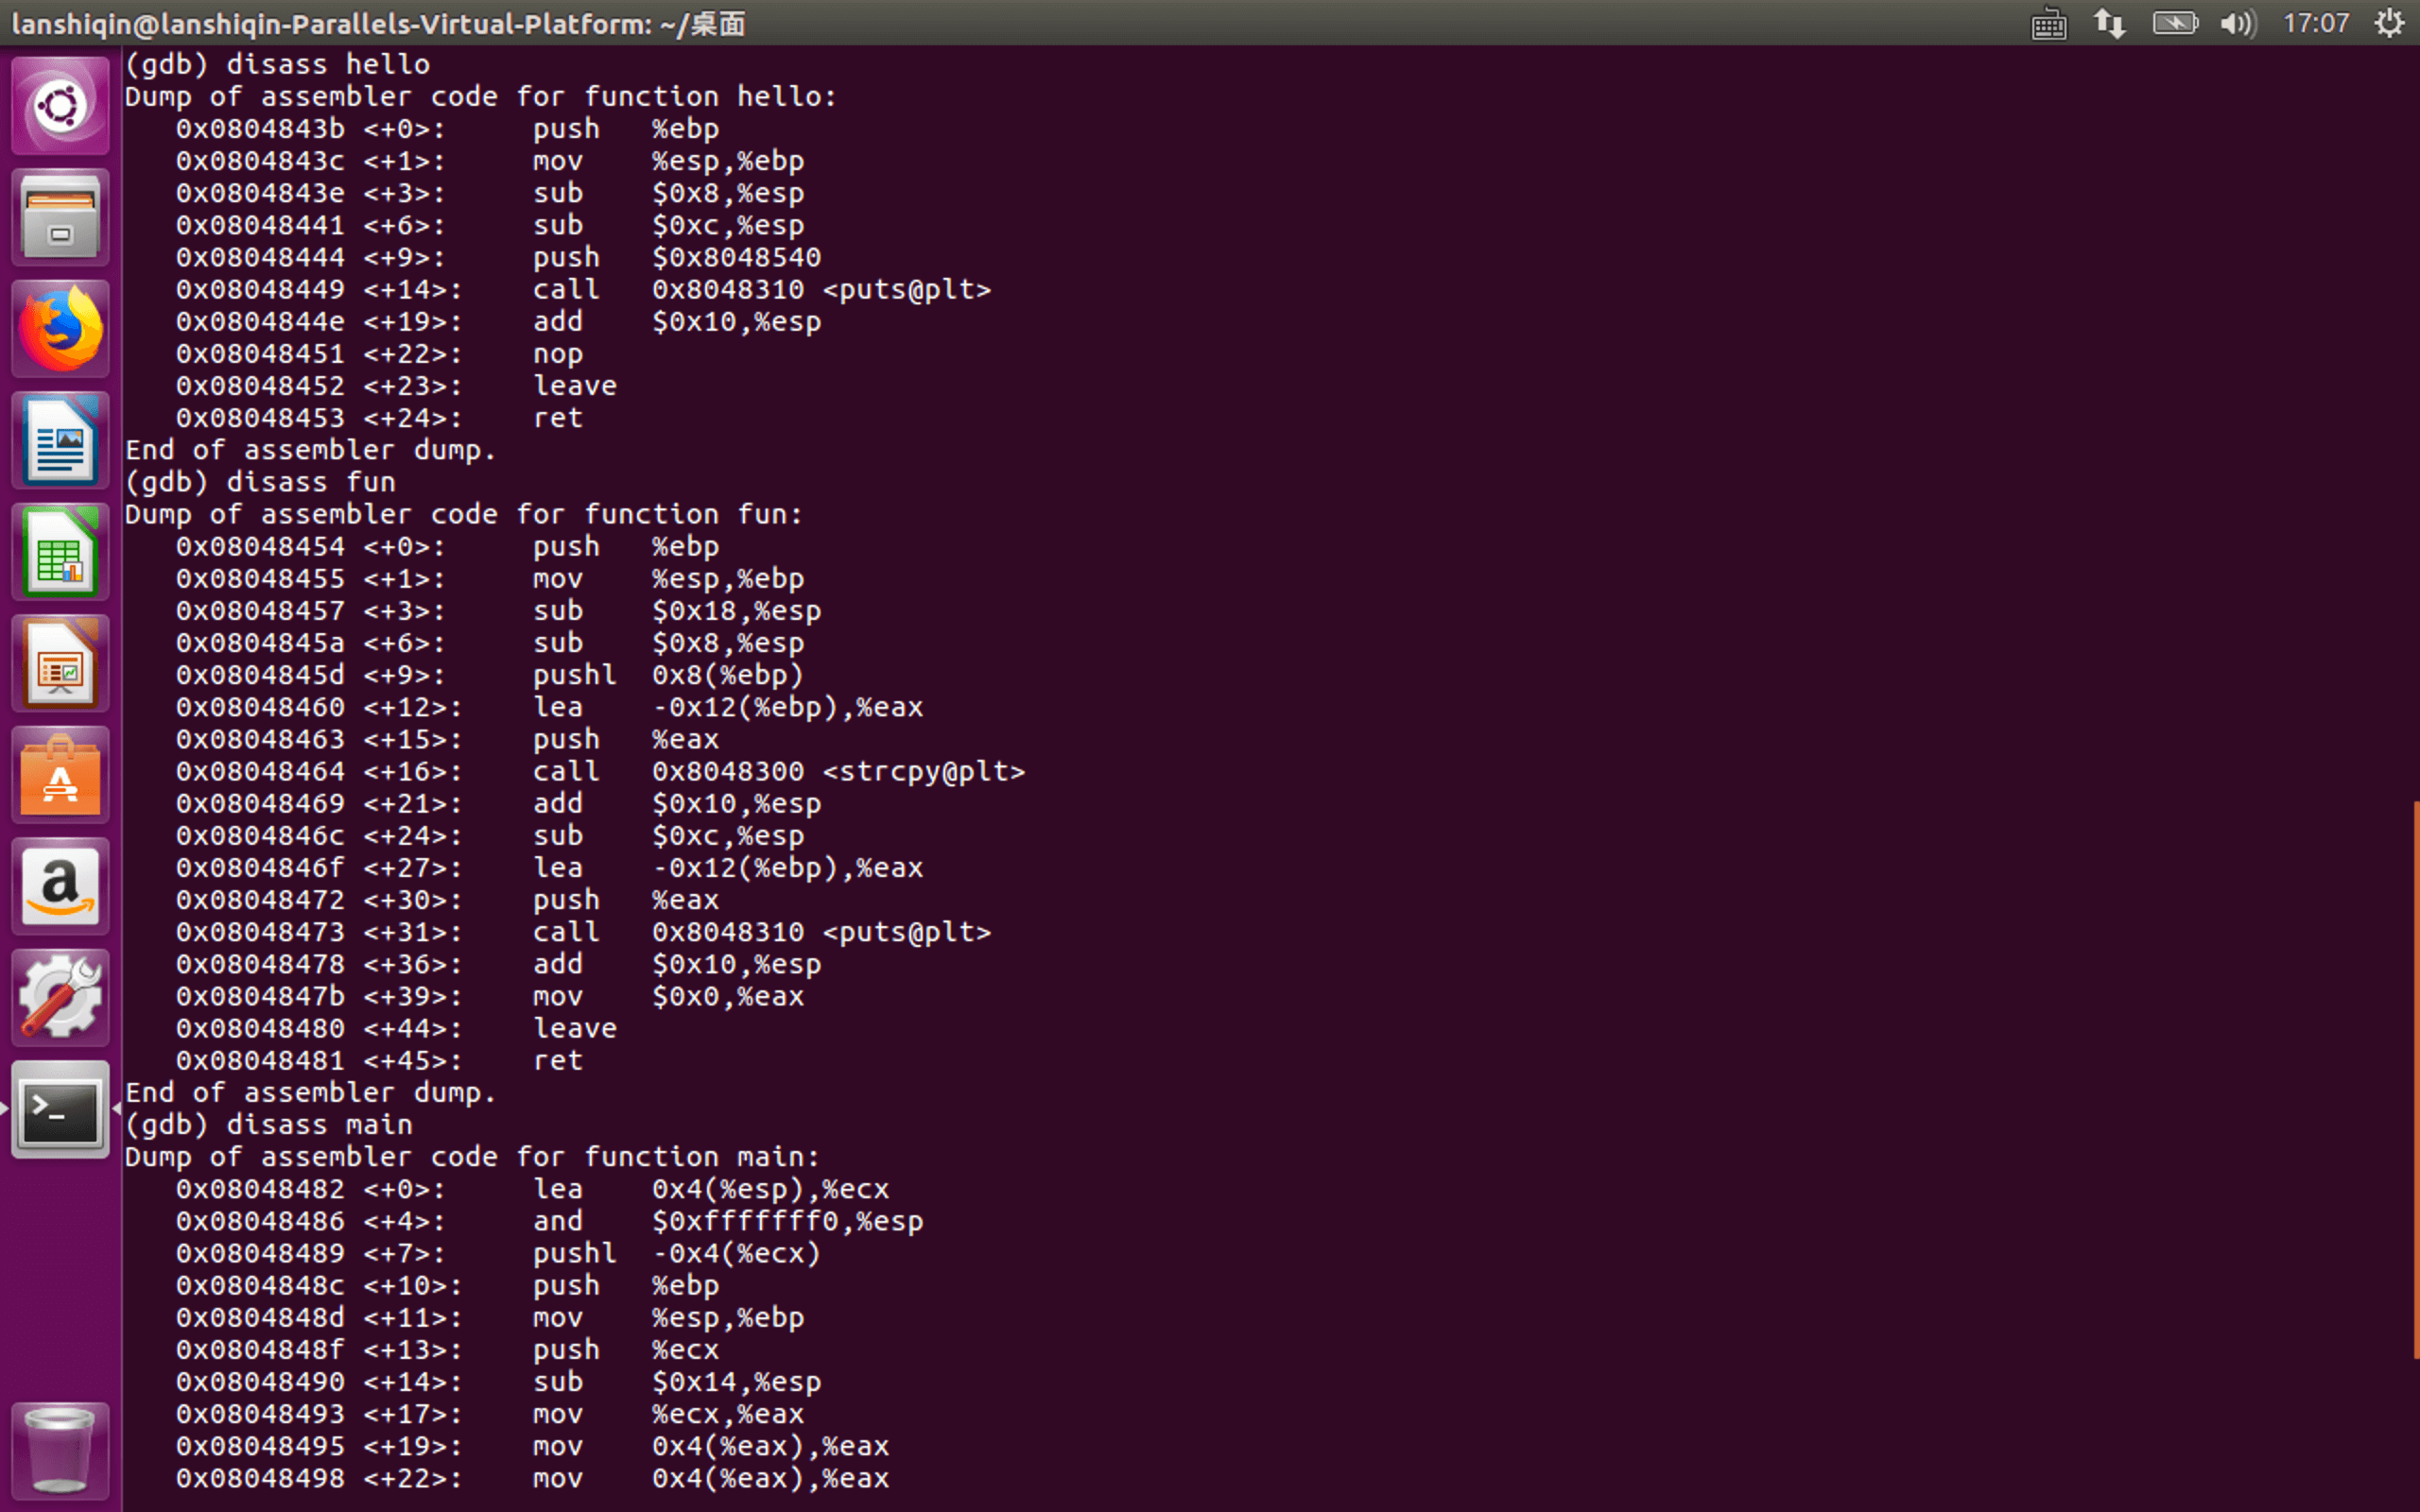 lanshiqin@lanshiqin-Parallels-Virtual-Platform: ~/桌面
17:07
(gdb) disass hello
Dump of assembler code for function hello:
   0x0804843b <+0>:     push   %ebp
   0x0804843c <+1>:     mov    %esp,%ebp
   0x0804843e <+3>:     sub    $0x8,%esp
   0x08048441 <+6>:     sub    $0xc,%esp
   0x08048444 <+9>:     push   $0x8048540
   0x08048449 <+14>:    call   0x8048310 <puts@plt>
   0x0804844e <+19>:    add    $0x10,%esp
   0x08048451 <+22>:    nop
   0x08048452 <+23>:    leave
   0x08048453 <+24>:    ret
End of assembler dump.
(gdb) disass fun
Dump of assembler code for function fun:
   0x08048454 <+0>:     push   %ebp
   0x08048455 <+1>:     mov    %esp,%ebp
   0x08048457 <+3>:     sub    $0x18,%esp
   0x0804845a <+6>:     sub    $0x8,%esp
   0x0804845d <+9>:     pushl  0x8(%ebp)
   0x08048460 <+12>:    lea    -0x12(%ebp),%eax
   0x08048463 <+15>:    push   %eax
   0x08048464 <+16>:    call   0x8048300 <strcpy@plt>
   0x08048469 <+21>:    add    $0x10,%esp
   0x0804846c <+24>:    sub    $0xc,%esp
   0x0804846f <+27>:    lea    -0x12(%ebp),%eax
   0x08048472 <+30>:    push   %eax
   0x08048473 <+31>:    call   0x8048310 <puts@plt>
   0x08048478 <+36>:    add    $0x10,%esp
   0x0804847b <+39>:    mov    $0x0,%eax
   0x08048480 <+44>:    leave
   0x08048481 <+45>:    ret
End of assembler dump.
(gdb) disass main
Dump of assembler code for function main:
   0x08048482 <+0>:     lea    0x4(%esp),%ecx
   0x08048486 <+4>:     and    $0xfffffff0,%esp
   0x08048489 <+7>:     pushl  -0x4(%ecx)
   0x0804848c <+10>:    push   %ebp
   0x0804848d <+11>:    mov    %esp,%ebp
   0x0804848f <+13>:    push   %ecx
   0x08048490 <+14>:    sub    $0x14,%esp
   0x08048493 <+17>:    mov    %ecx,%eax
   0x08048495 <+19>:    mov    0x4(%eax),%eax
   0x08048498 <+22>:    mov    0x4(%eax),%eax